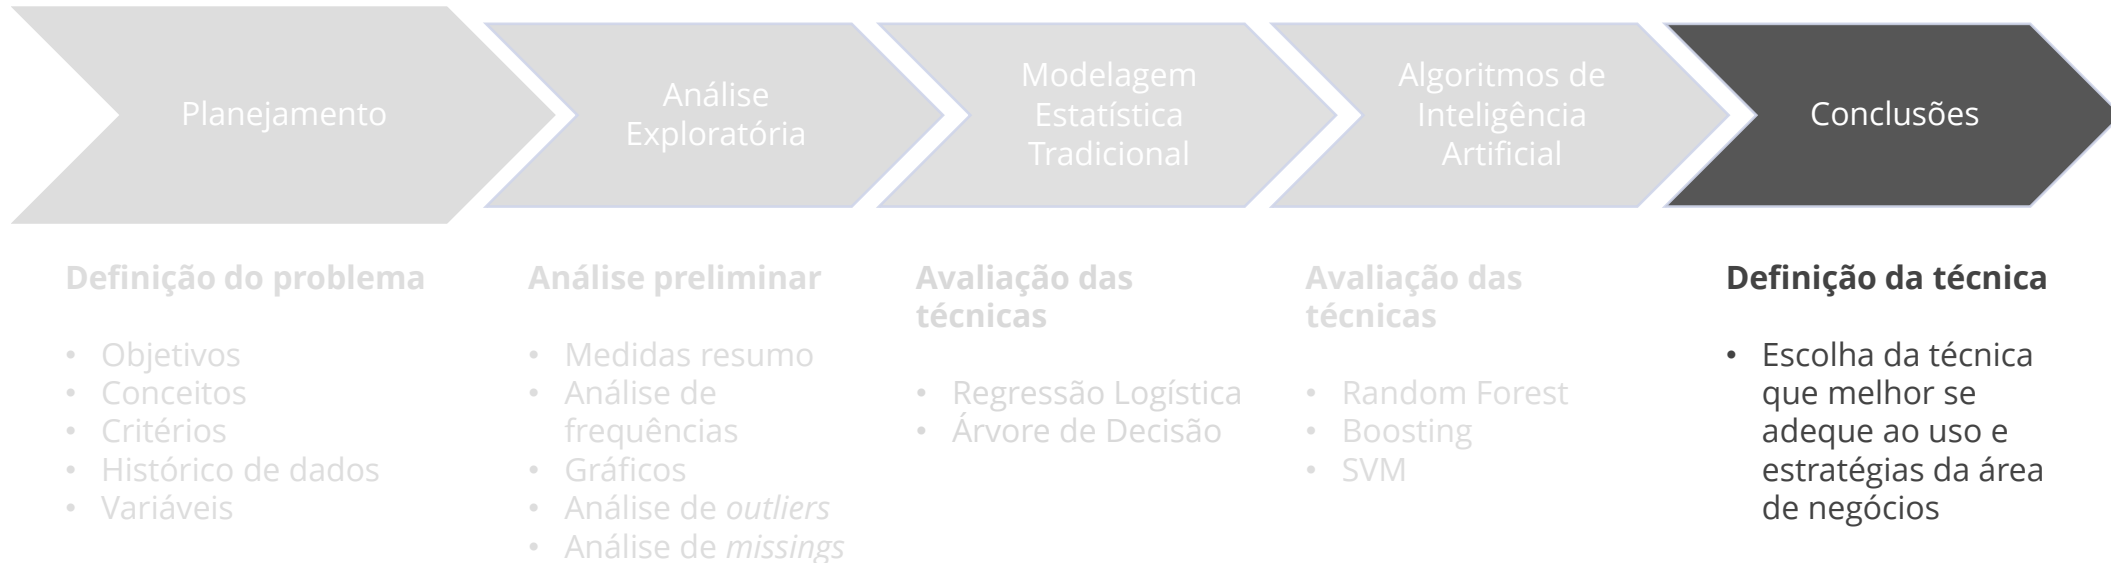 Planejamento
Análise
Exploratória
Modelagem
Estatística
Tradicional
Algoritmos de
Inteligência
Artificial
Conclusões
Definição do problema
• Objetivos
• Conceitos
• Critérios
• Histórico de dados
• Variáveis
Análise preliminar
• Medidas resumo
• Análise de
frequências
• Gráficos
• Análise de outliers
• Análise de missings
Avaliação das
técnicas
• Regressão Logística
• Árvore de Decisão
Avaliação das
técnicas
• Random Forest
• Boosting
• SVM
Definição da técnica
• Escolha da técnica
que melhor se
adeque ao uso e
estratégias da área
de negócios